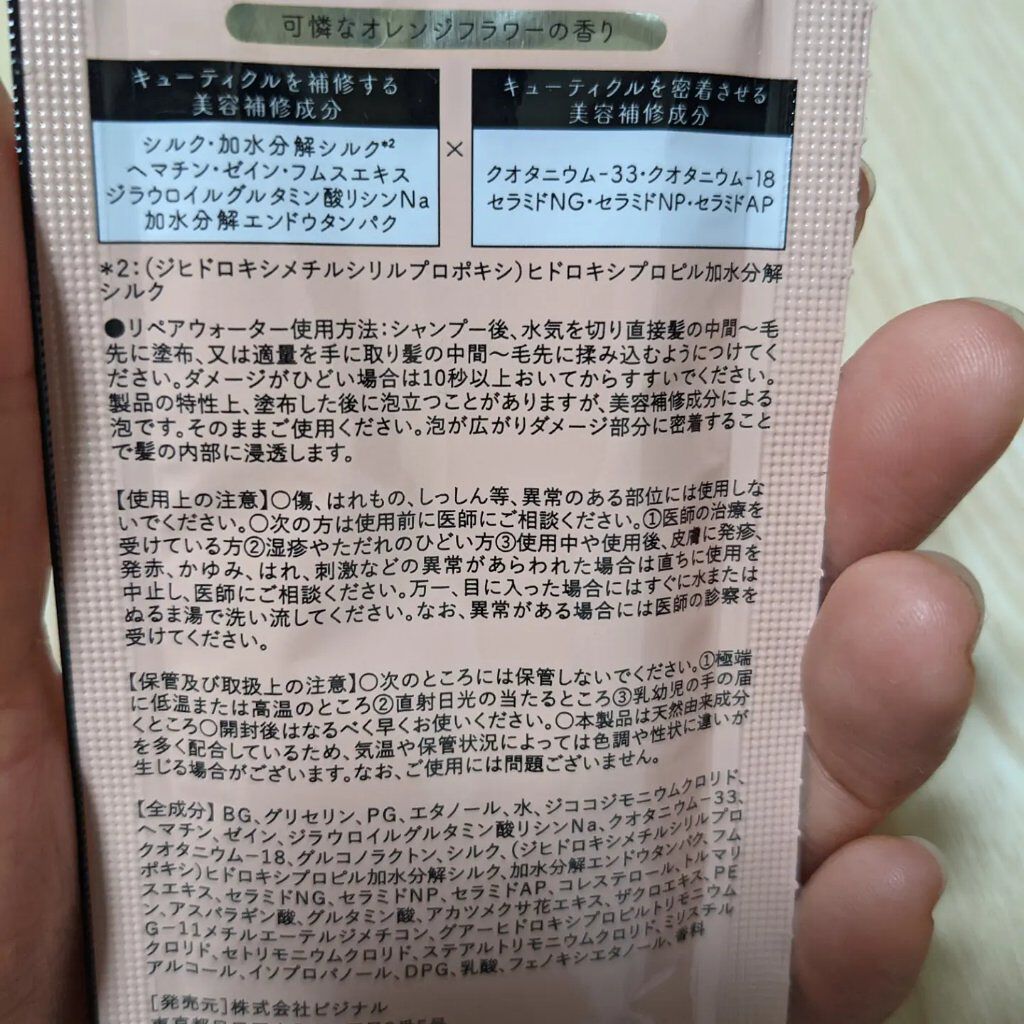 可憐なオレンジフラワーの香り
キューティクルを補修する
美容補修成分
シルク・加水分解シルク*2
ヘマチン・ゼイン・フムスエキス
ジラウロイルグルタミン酸リシンNa
加水分解エンドウタンパク
×
キューティクルを密着させる
美容補修成分
クオタニウム-33・クオタニウム-18
セラミドNG・セラミドNP・セラミドAP
*2:(ジヒドロキシメチルシリルプロポキシ)ヒドロキシプロピル加水分解
シルク
●リペアウォーター使用方法:シャンプー後、水気を切り直接髪の中間〜毛
先に塗布、又は適量を手に取り髪の中間〜毛先に揉み込むようにつけてく
ださい。ダメージがひどい場合は10秒以上おいてからすすいでください。
製品の特性上、塗布した後に泡立つことがありますが、美容補修成分による
泡です。そのままご使用ください。泡が広がりダメージ部分に密着すること
で髪の内部に浸透します。
【使用上の注意】○傷、はれもの、しっしん等、異常のある部位には使用しな
いでください。○次の方は使用前に医師にご相談ください。①医師の治療を
受けている方②湿疹やただれのひどい方③使用中や使用後、皮膚に発疹、
発赤、かゆみ、はれ、刺激などの異常があらわれた場合は直ちに使用を
中止し、医師にご相談ください。万一、目に入った場合にはすぐに水または
ぬるま湯で洗い流してください。なお、異常がある場合には医師の診察を
受けてください。
【保管及び取扱上の注意】○次のところには保管しないでください。①極端
に低温または高温のところ②直射日光の当たるところ③乳幼児の手の届
くところ○開封後はなるべく早くお使いください。○本製品は天然由来成分
を多く配合しているため、気温や保管状況によっては色調や性状に違いが
生じる場合がございます。なお、ご使用には問題ございません。
【全成分】BG、グリセリン、PG、エタノール、水、ジココジモニウムクロリド、
ヘマチン、ゼイン、ジラウロイルグルタミン酸リシンNa、クオタニウム-33、
クオタニウム-18、グルコノラクトン、シルク、(ジヒドロキシメチルシリルプロ
ポキシ)ヒドロキシプロピル加水分解シルク、加水分解エンドウタンパク、フム
スエキス、セラミドNG、セラミドNP、セラミドAP、コレステロール、トルマリ
ン、アスパラギン酸、グルタミン酸、アカツメクサ花エキス、ザクロエキス、PE
G-11メチルエーテルジメチコン、グアーヒドロキシプロピルトリモニウム
クロリド、セトリモニウムクロリド、ステアルトリモニウムクロリド、ミリスチル
アルコール、イソプロパノール、DPG、乳酸、フェノキシエタノール、香料
[発売元]株式会社ビジナル